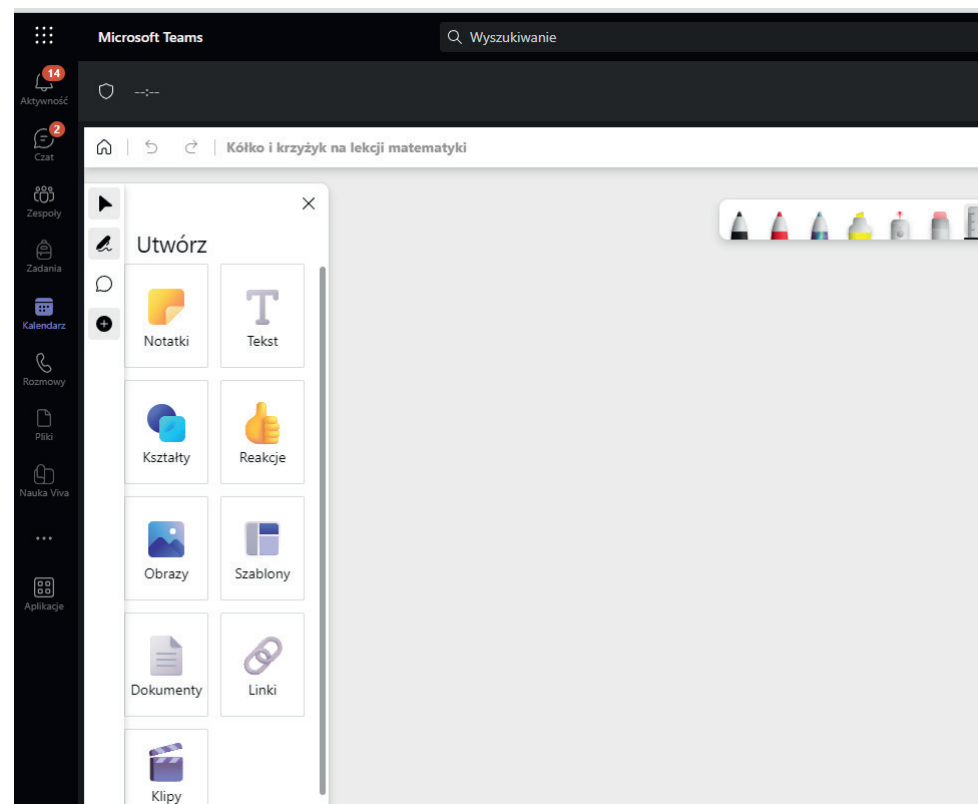 Microsoft Teams
Wyszukiwanie
14
Aktywność
--:--
2
Czat
Kółko i krzyżyk na lekcji matematyki
Zespoły
Zadania
Kalendarz
Rozmowy
Pliki
Nauka Viva
Aplikacje
Utwórz
Notatki
Tekst
Kształty
Reakcje
Obrazy
Szablony
Dokumenty
Linki
Klipy